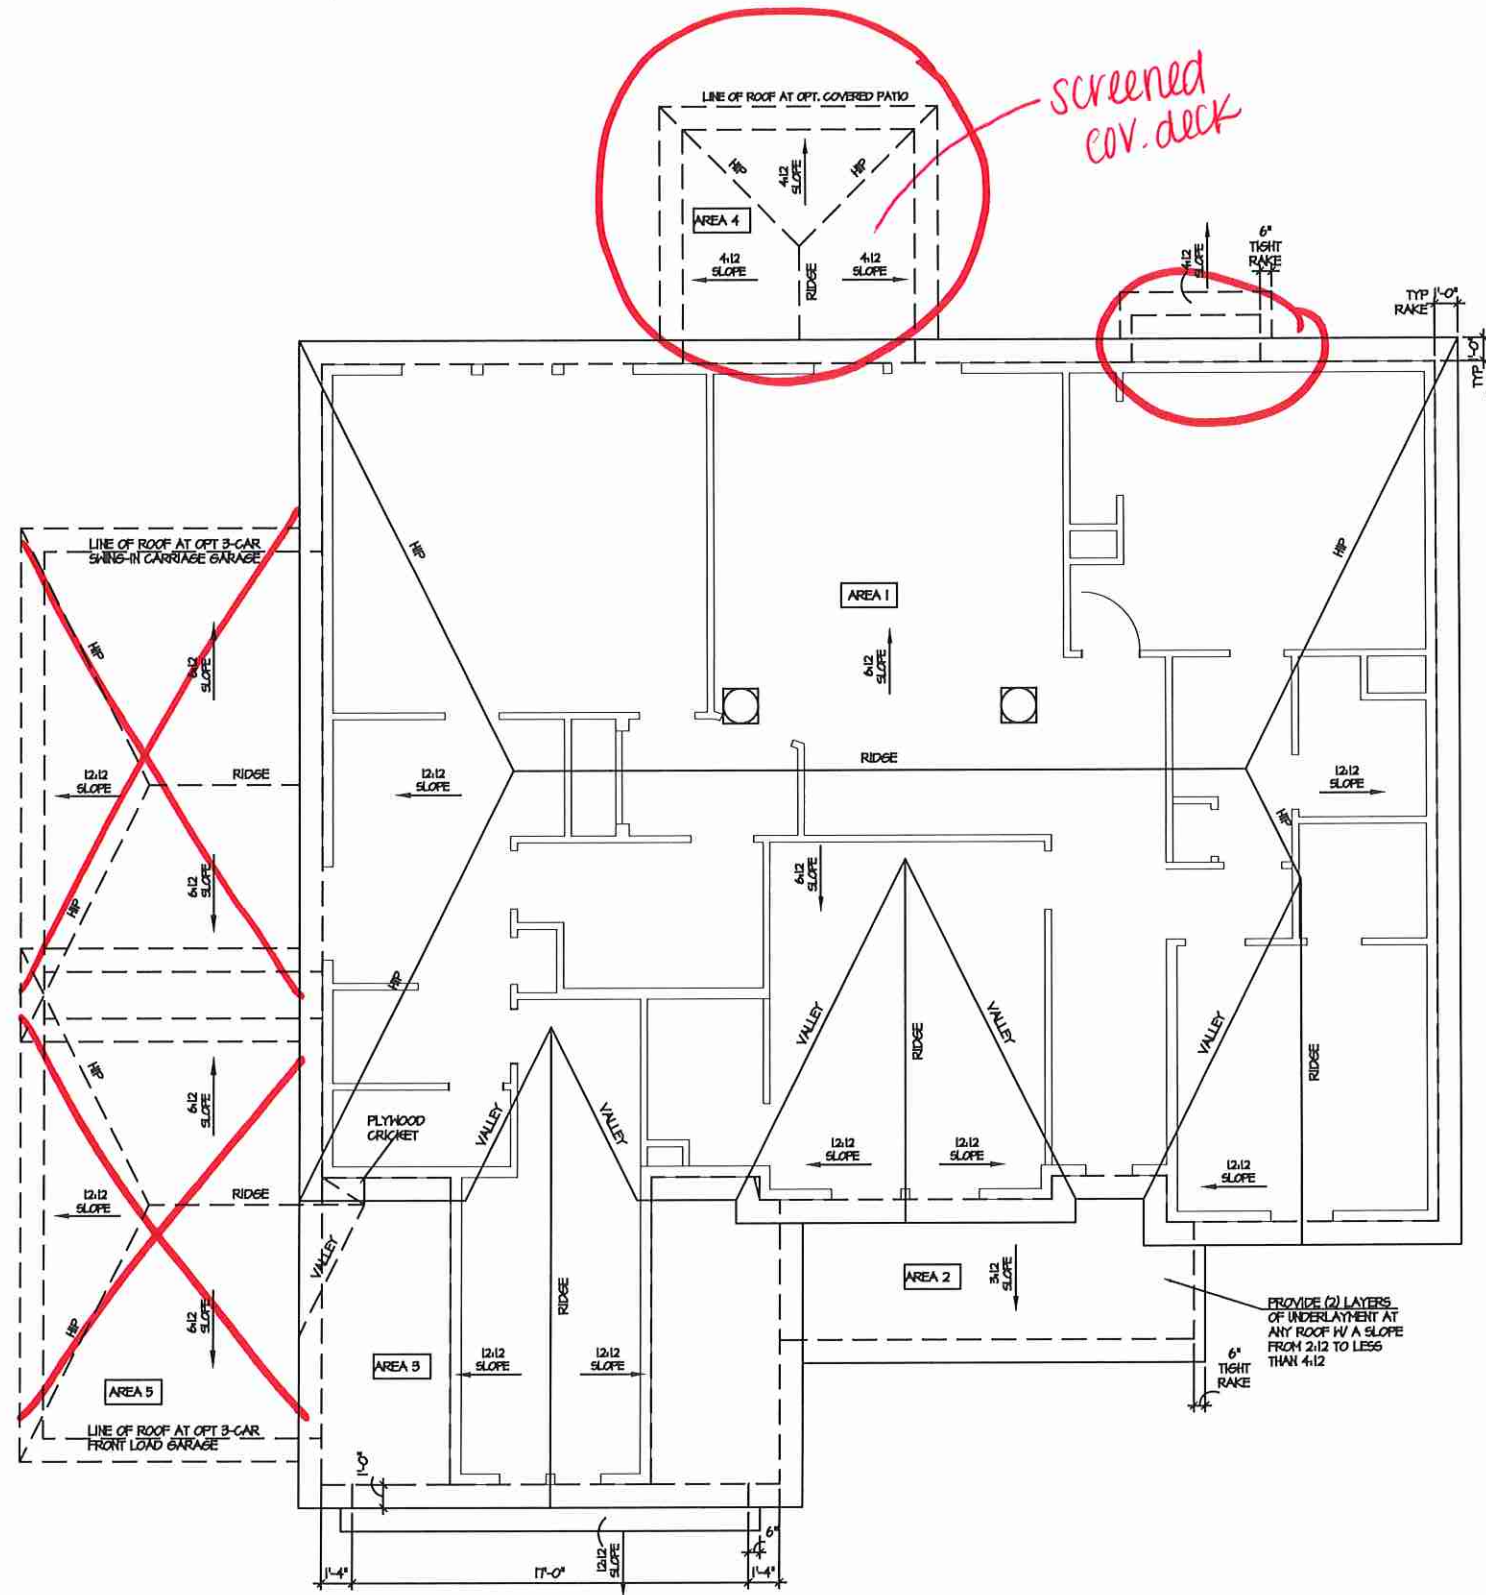 LINE OF ROOF AT OPT. COVERED PATIO
screened
cov. deck
HIP
4:12
SLOPE
HIP
AREA 4
4:12
SLOPE
4:12
SLOPE
RIDGE
4:12
SLOPE
6"
TIGHT
RAKE
TYP
RAKE
1'-0"
1'-0"
TYP
LINE OF ROOF AT OPT 3-CAR
SWING-IN CARRIAGE GARAGE
HIP
HIP
AREA 1
HIP
6:12
SLOPE
6:12
SLOPE
12:12
SLOPE
RIDGE
12:12
SLOPE
RIDGE
12:12
SLOPE
HIP
6:12
SLOPE
6:12
SLOPE
HIP
HIP
VALLEY
RIDGE
VALLEY
VALLEY
RIDGE
HIP
6:12
SLOPE
PLYWOOD
CRICKET
VALLEY
VALLEY
12:12
SLOPE
12:12
SLOPE
12:12
SLOPE
12:12
SLOPE
RIDGE
VALLEY
RIDGE
AREA 2
3:12
SLOPE
PROVIDE (2) LAYERS
OF UNDERLAYMENT AT
ANY ROOF W/ A SLOPE
FROM 2:12 TO LESS
THAN 4:12
HIP
6:12
SLOPE
AREA 3
12:12
SLOPE
12:12
SLOPE
6"
TIGHT
RAKE
AREA 5
LINE OF ROOF AT OPT 3-CAR
FRONT LOAD GARAGE
1'-0"
12:12
SLOPE
6"
1'-4"
17'-0"
1'-4"